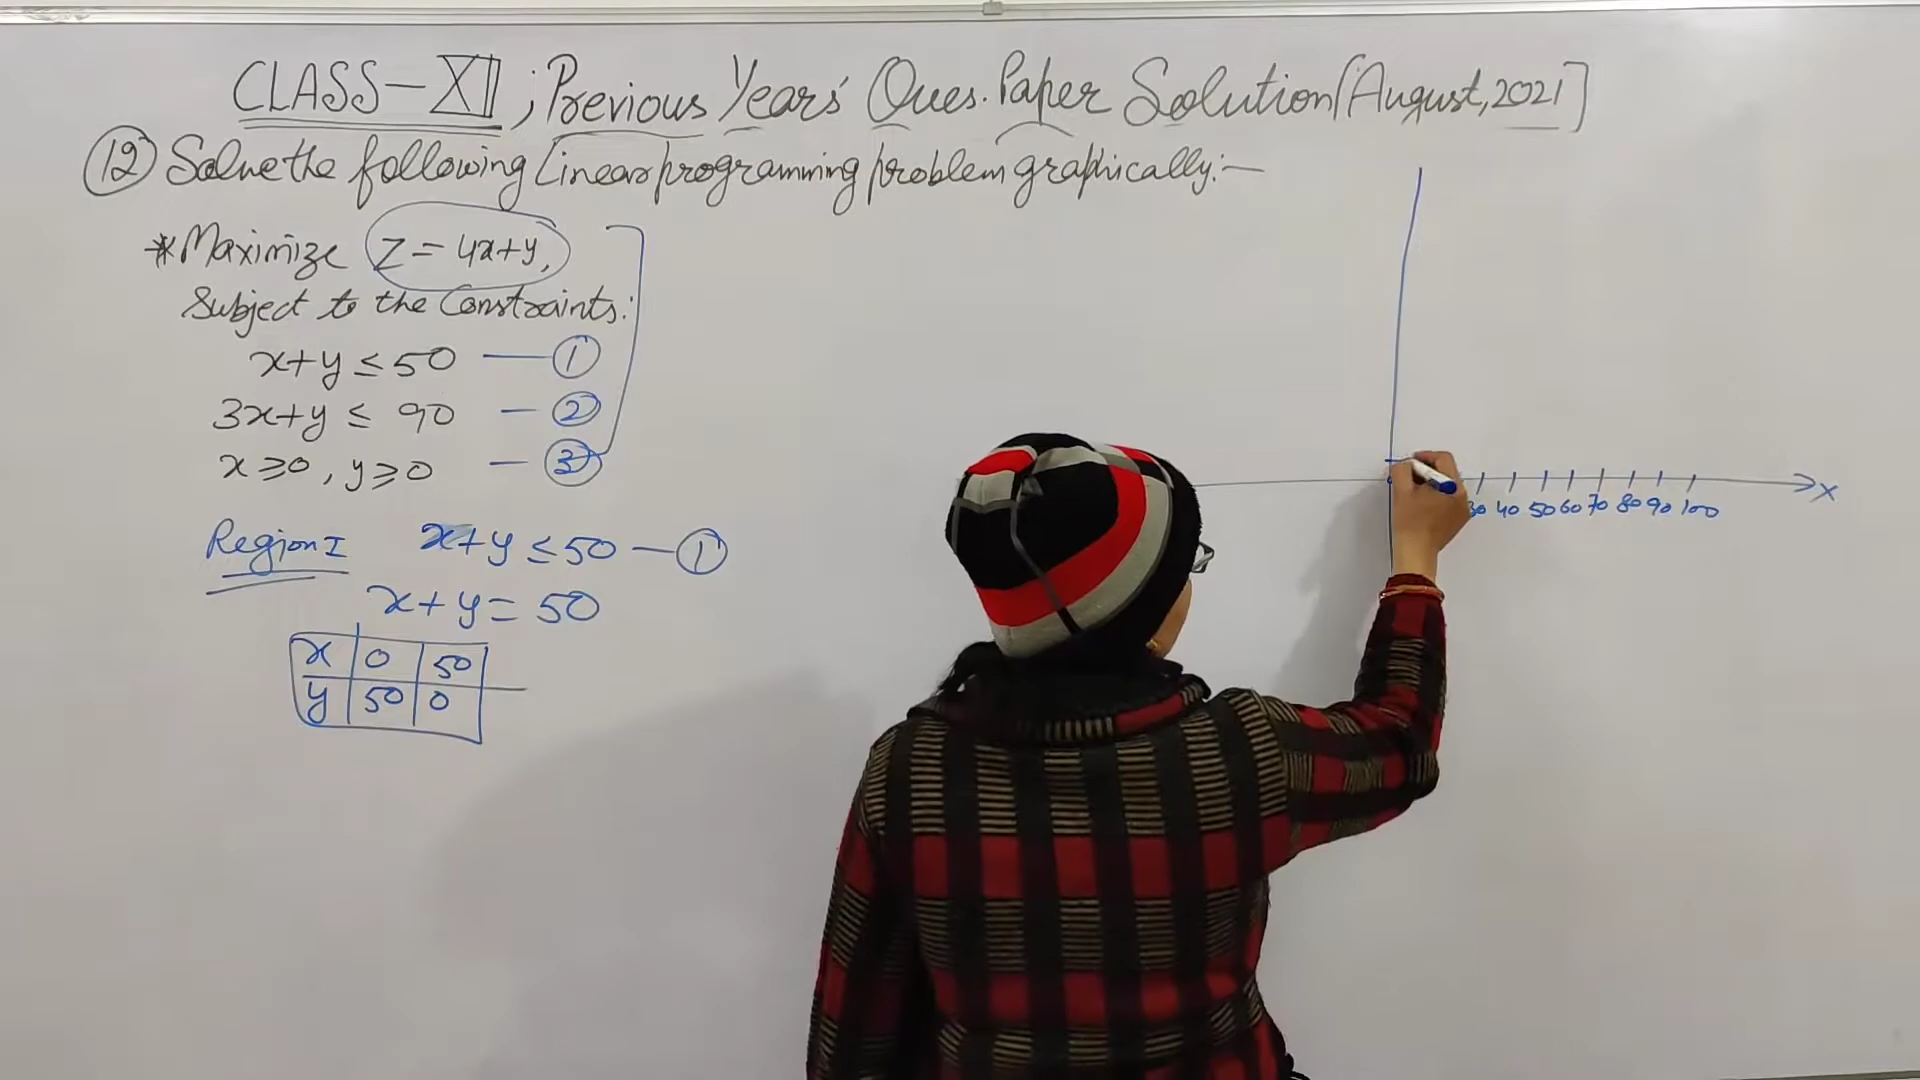 CLASS-XII; Previous Years' Ques. Paper Solution[August, 2021]
(12) Solve the following Linear programming problem graphically:-
*Maximize Z = 4x+y,
Subject to the Constraints:
x+y ≤ 50 — (1)
3x+y ≤ 90 — (2)
x ≥ 0, y ≥ 0 — (3)
Region I x+y ≤ 50 — (1)
x+y = 50
x 0 50
y 50 0
X
30 40 50 60 70 80 90 100